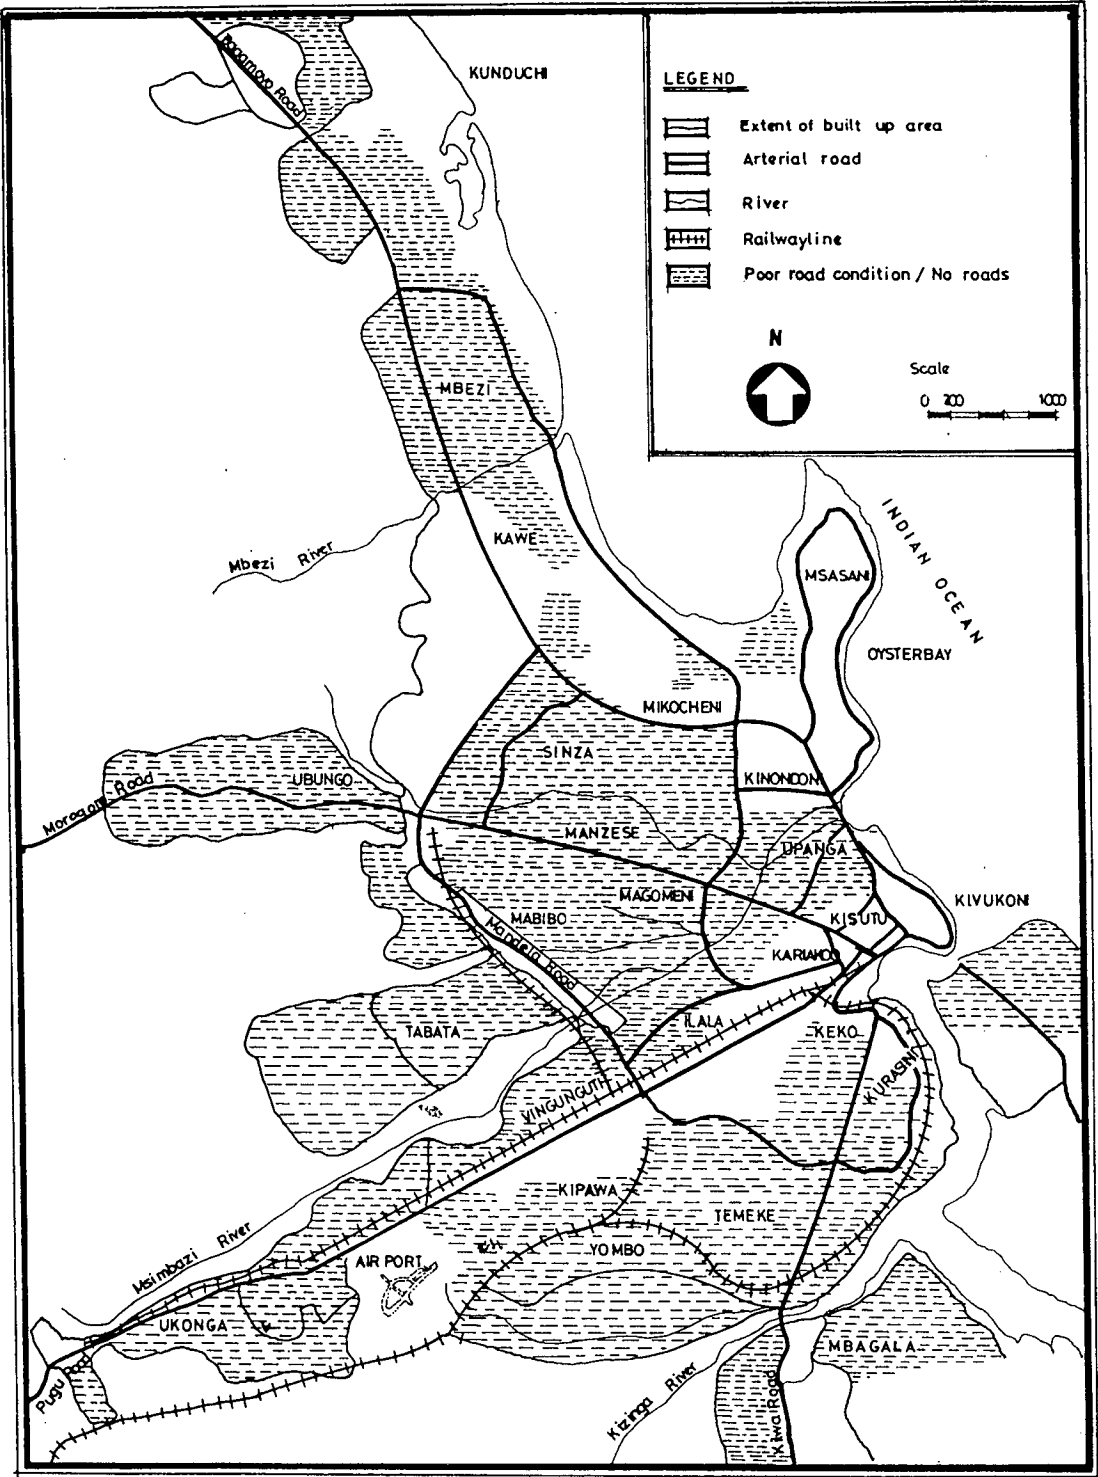 KUNDUCHI
Bagamoyo Road
LEGEND
Extent of built up area
Arterial road
River
Railwayline
Poor road condition / No roads
N
Scale
0 200 1000
MBEZI
KAWE
Mbezi River
INDIAN OCEAN
MSASANI
OYSTERBAY
MIKOCHENI
SINZA
UBUNGO
KINONDONI
Morogoro Road
MANZESE
UPANGA
MAGOMENI
KIVUKONI
MABIBO
KISUTU
Mandela Road
KARIAKOO
TABATA
ILALA
KEKO
KURASINI
VINGUNGUTI
KIPAWA
TEMEKE
YOMBO
Msimbazi River
AIR PORT
UKONGA
MBAGALA
Pugu Road
Kizinga River
Kilwa Road